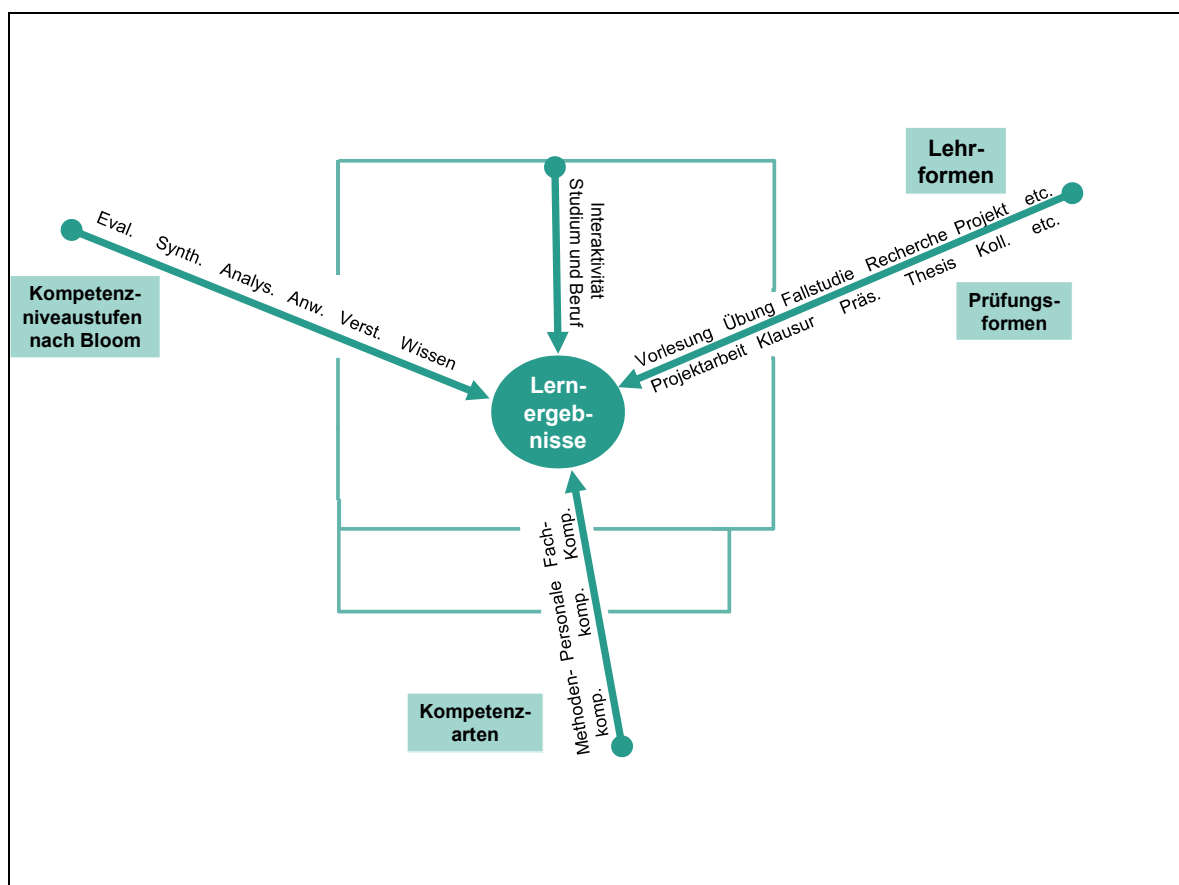 Lehr-
formen
Eval. Synth. Analys. Anw. Verst. Wissen
Kompetenz-
niveaustufen
nach Bloom
Interaktivität
Studium und Beruf
Vorlesung Übung Fallstudie Recherche Projekt etc.
Projektarbeit Klausur Präs. Thesis Koll. etc.
Prüfungs-
formen
Lern-
ergeb-
nisse
Methoden- Personale Fach-
komp. komp. Komp.
Kompetenz-
arten